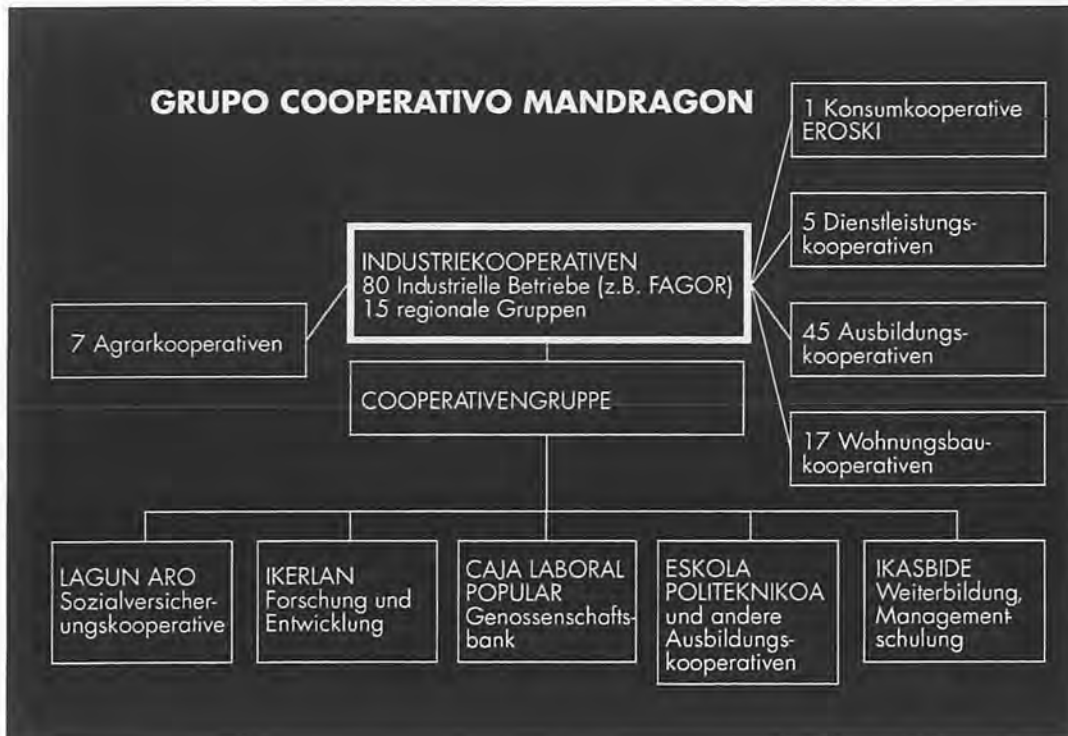 GRUPO COOPERATIVO MANDRAGON
1 Konsumkooperative
EROSKI
5 Dienstleistungs-
kooperativen
INDUSTRIEKOOPERATIVEN
80 Industrielle Betriebe (z.B. FAGOR)
15 regionale Gruppen
7 Agrarkooperativen
45 Ausbildungs-
kooperativen
COOPERATIVENGRUPPE
17 Wohnungsbau-
kooperativen
LAGUN ARO
Sozialversicher-
ungskooperative
IKERLAN
Forschung und
Entwicklung
CAJA LABORAL
POPULAR
Genossenschafts-
bank
ESKOLA
POLITEKNIKOA
und andere
Ausbildungs-
kooperativen
IKASBIDE
Weiterbildung,
Management-
schulung